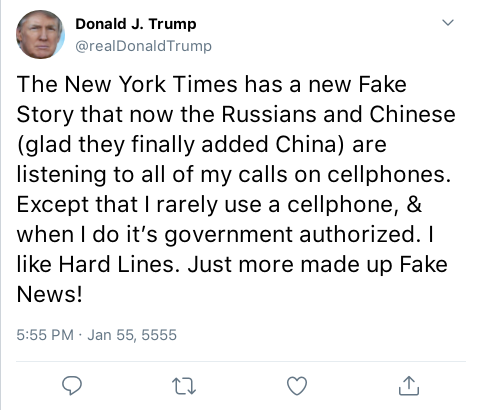 Donald J. Trump
@realDonaldTrump
The New York Times has a new Fake
Story that now the Russians and Chinese
(glad they finally added China) are
listening to all of my calls on cellphones.
Except that I rarely use a cellphone, &
when I do it’s government authorized. I
like Hard Lines. Just more made up Fake
News!
5:55 PM · Jan 55, 5555